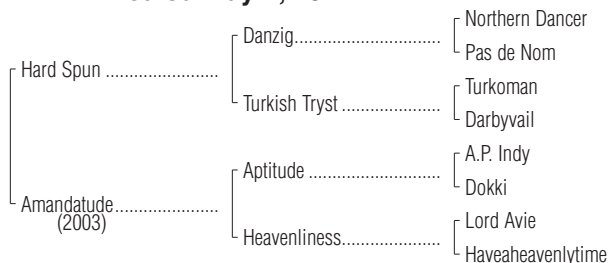 Northern Dancer
Danzig
Pas de Nom
Hard Spun
Turkoman
Turkish Tryst
Darbyvail
A.P. Indy
Aptitude
Dokki
Amandatude
(2003)
Lord Avie
Heavenliness
Haveaheavenlytime